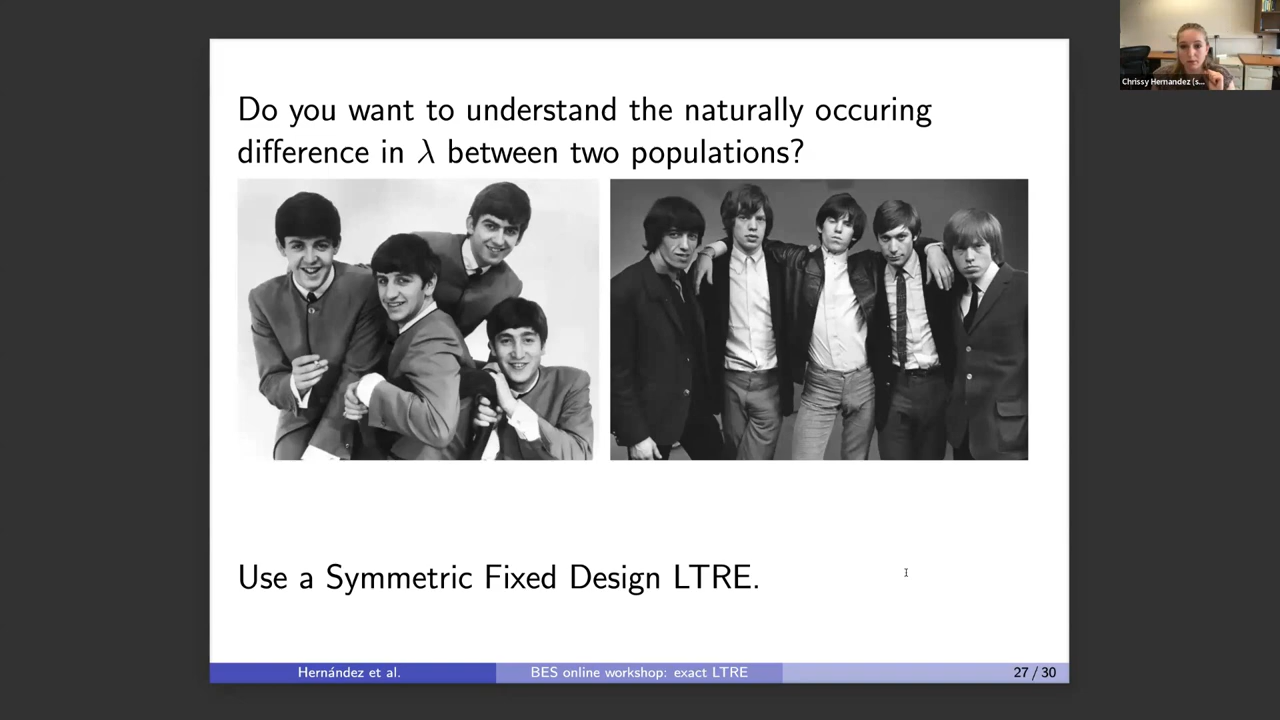 Do you want to understand the naturally occuring
difference in λ between two populations?
Use a Symmetric Fixed Design LTRE.
Hernández et al.
BES online workshop: exact LTRE
27 / 30
Chrissy Hernandez (s...